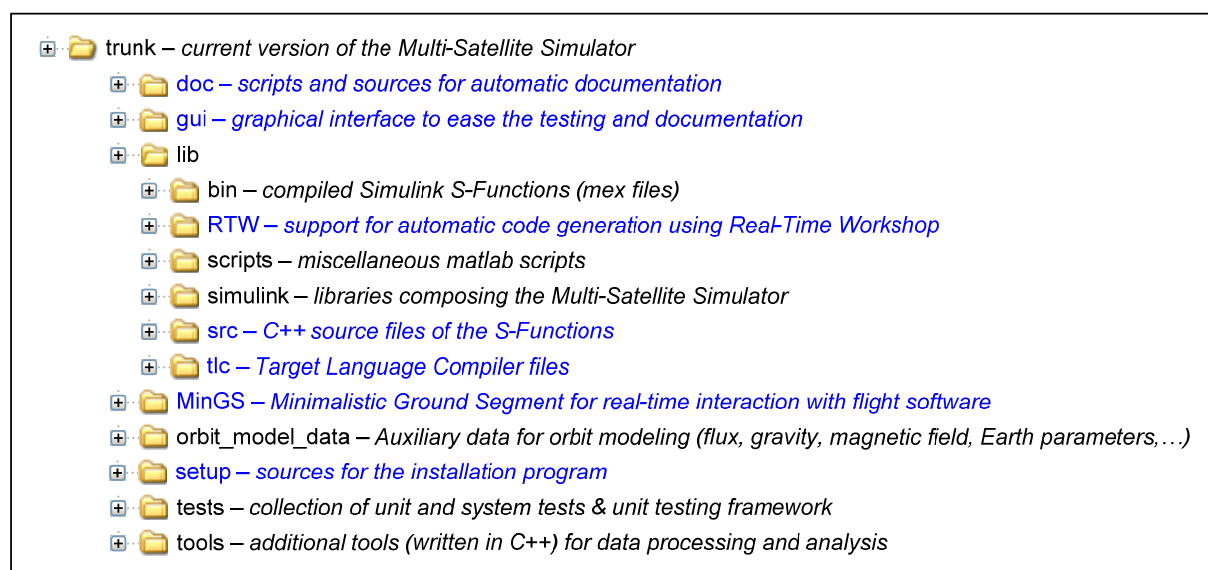 trunk – current version of the Multi-Satellite Simulator
doc – scripts and sources for automatic documentation
gui – graphical interface to ease the testing and documentation
lib
bin – compiled Simulink S-Functions (mex files)
RTW – support for automatic code generation using Real-Time Workshop
scripts – miscellaneous matlab scripts
simulink – libraries composing the Multi-Satellite Simulator
src – C++ source files of the S-Functions
tlc – Target Language Compiler files
MinGS – Minimalistic Ground Segment for real-time interaction with flight software
orbit_model_data – Auxiliary data for orbit modeling (flux, gravity, magnetic field, Earth parameters,…)
setup – sources for the installation program
tests – collection of unit and system tests & unit testing framework
tools – additional tools (written in C++) for data processing and analysis